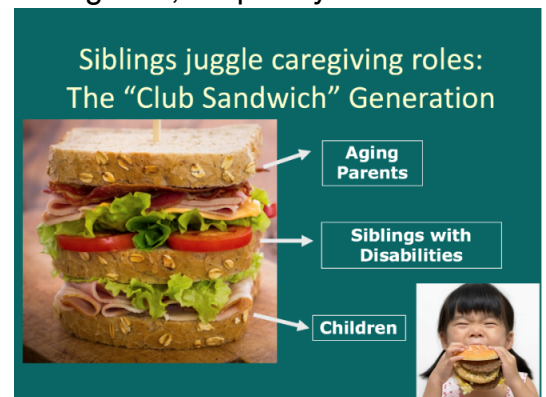 Siblings juggle caregiving roles:
The “Club Sandwich” Generation
Aging
Parents
Siblings with
Disabilities
Children